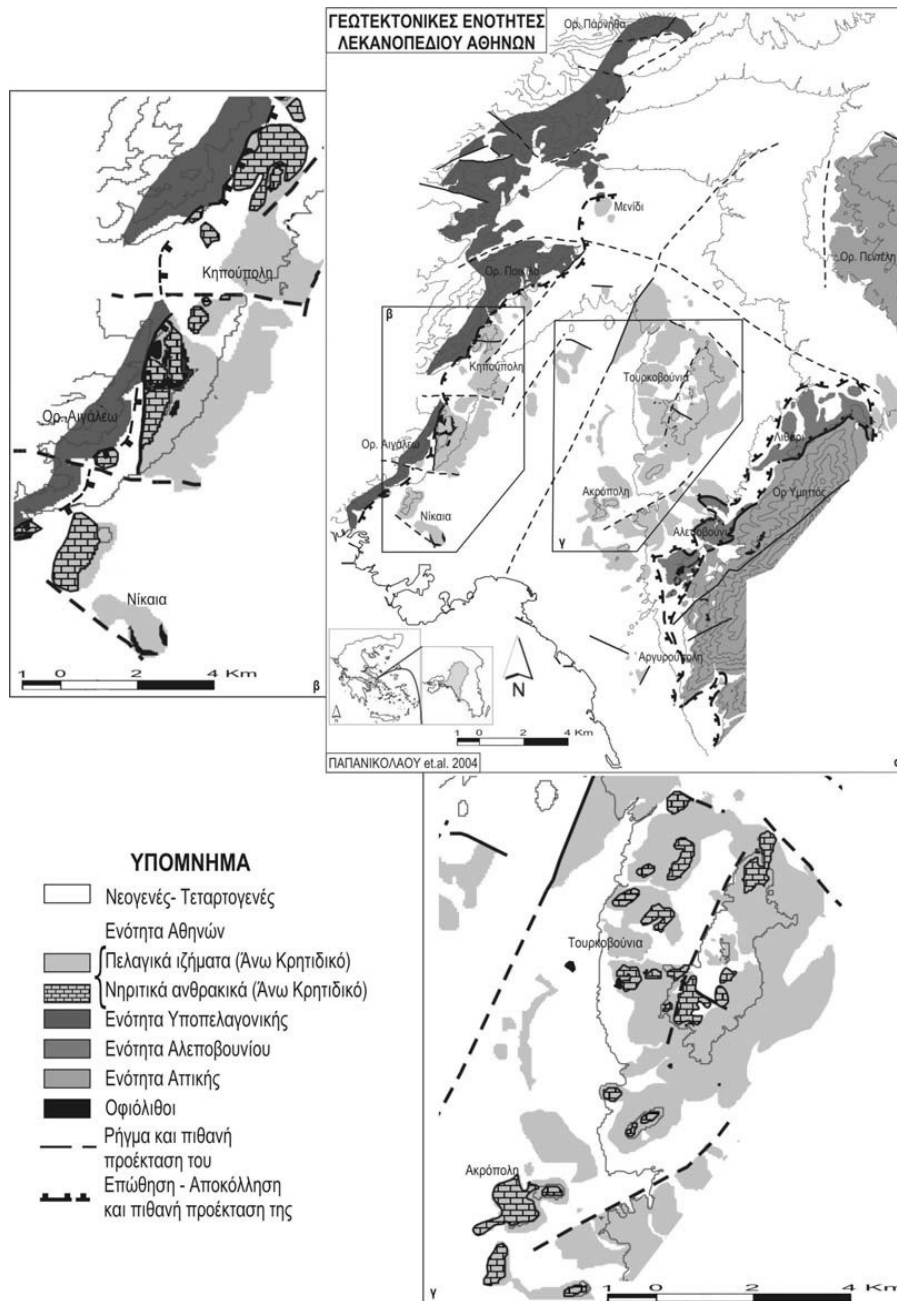 ΓΕΩΤΕΚΤΟΝΙΚΕΣ ΕΝΟΤΗΤΕΣ
ΛΕΚΑΝΟΠΕΔΙΟΥ ΑΘΗΝΩΝ
Ορ. Πάρνηθα
Μενίδι
Ορ. Πεντέλη
Ορ. Ποικίλο
β
Κηπούπολη
Τουρκοβούνια
Ορ. Αιγάλεω
Λιθάρι
Ορ Υμηττός
Ακρόπολη
Νίκαια
Αλεποβούνι
γ
Αργυρούπολη
N
1 0 2 4 Km
ΠΑΠΑΝΙΚΟΛΑΟΥ et.al. 2004
α
Κηπούπολη
Ορ. Αιγάλεω
Νίκαια
1 0 2 4 Km
β
ΥΠΟΜΝΗΜΑ
Νεογενές- Τεταρτογενές
Ενότητα Αθηνών
Πελαγικά ιζήματα (Άνω Κρητιδικό)
Νηριτικά ανθρακικά (Άνω Κρητιδικό)
Ενότητα Υποπελαγονικής
Ενότητα Αλεποβουνίου
Ενότητα Αττικής
Οφιόλιθοι
Ρήγμα και πιθανή
προέκταση του
Επώθηση - Αποκόλληση
και πιθανή προέκταση της
Τουρκοβούνια
Ακρόπολη
γ
1 0 2 4 Km